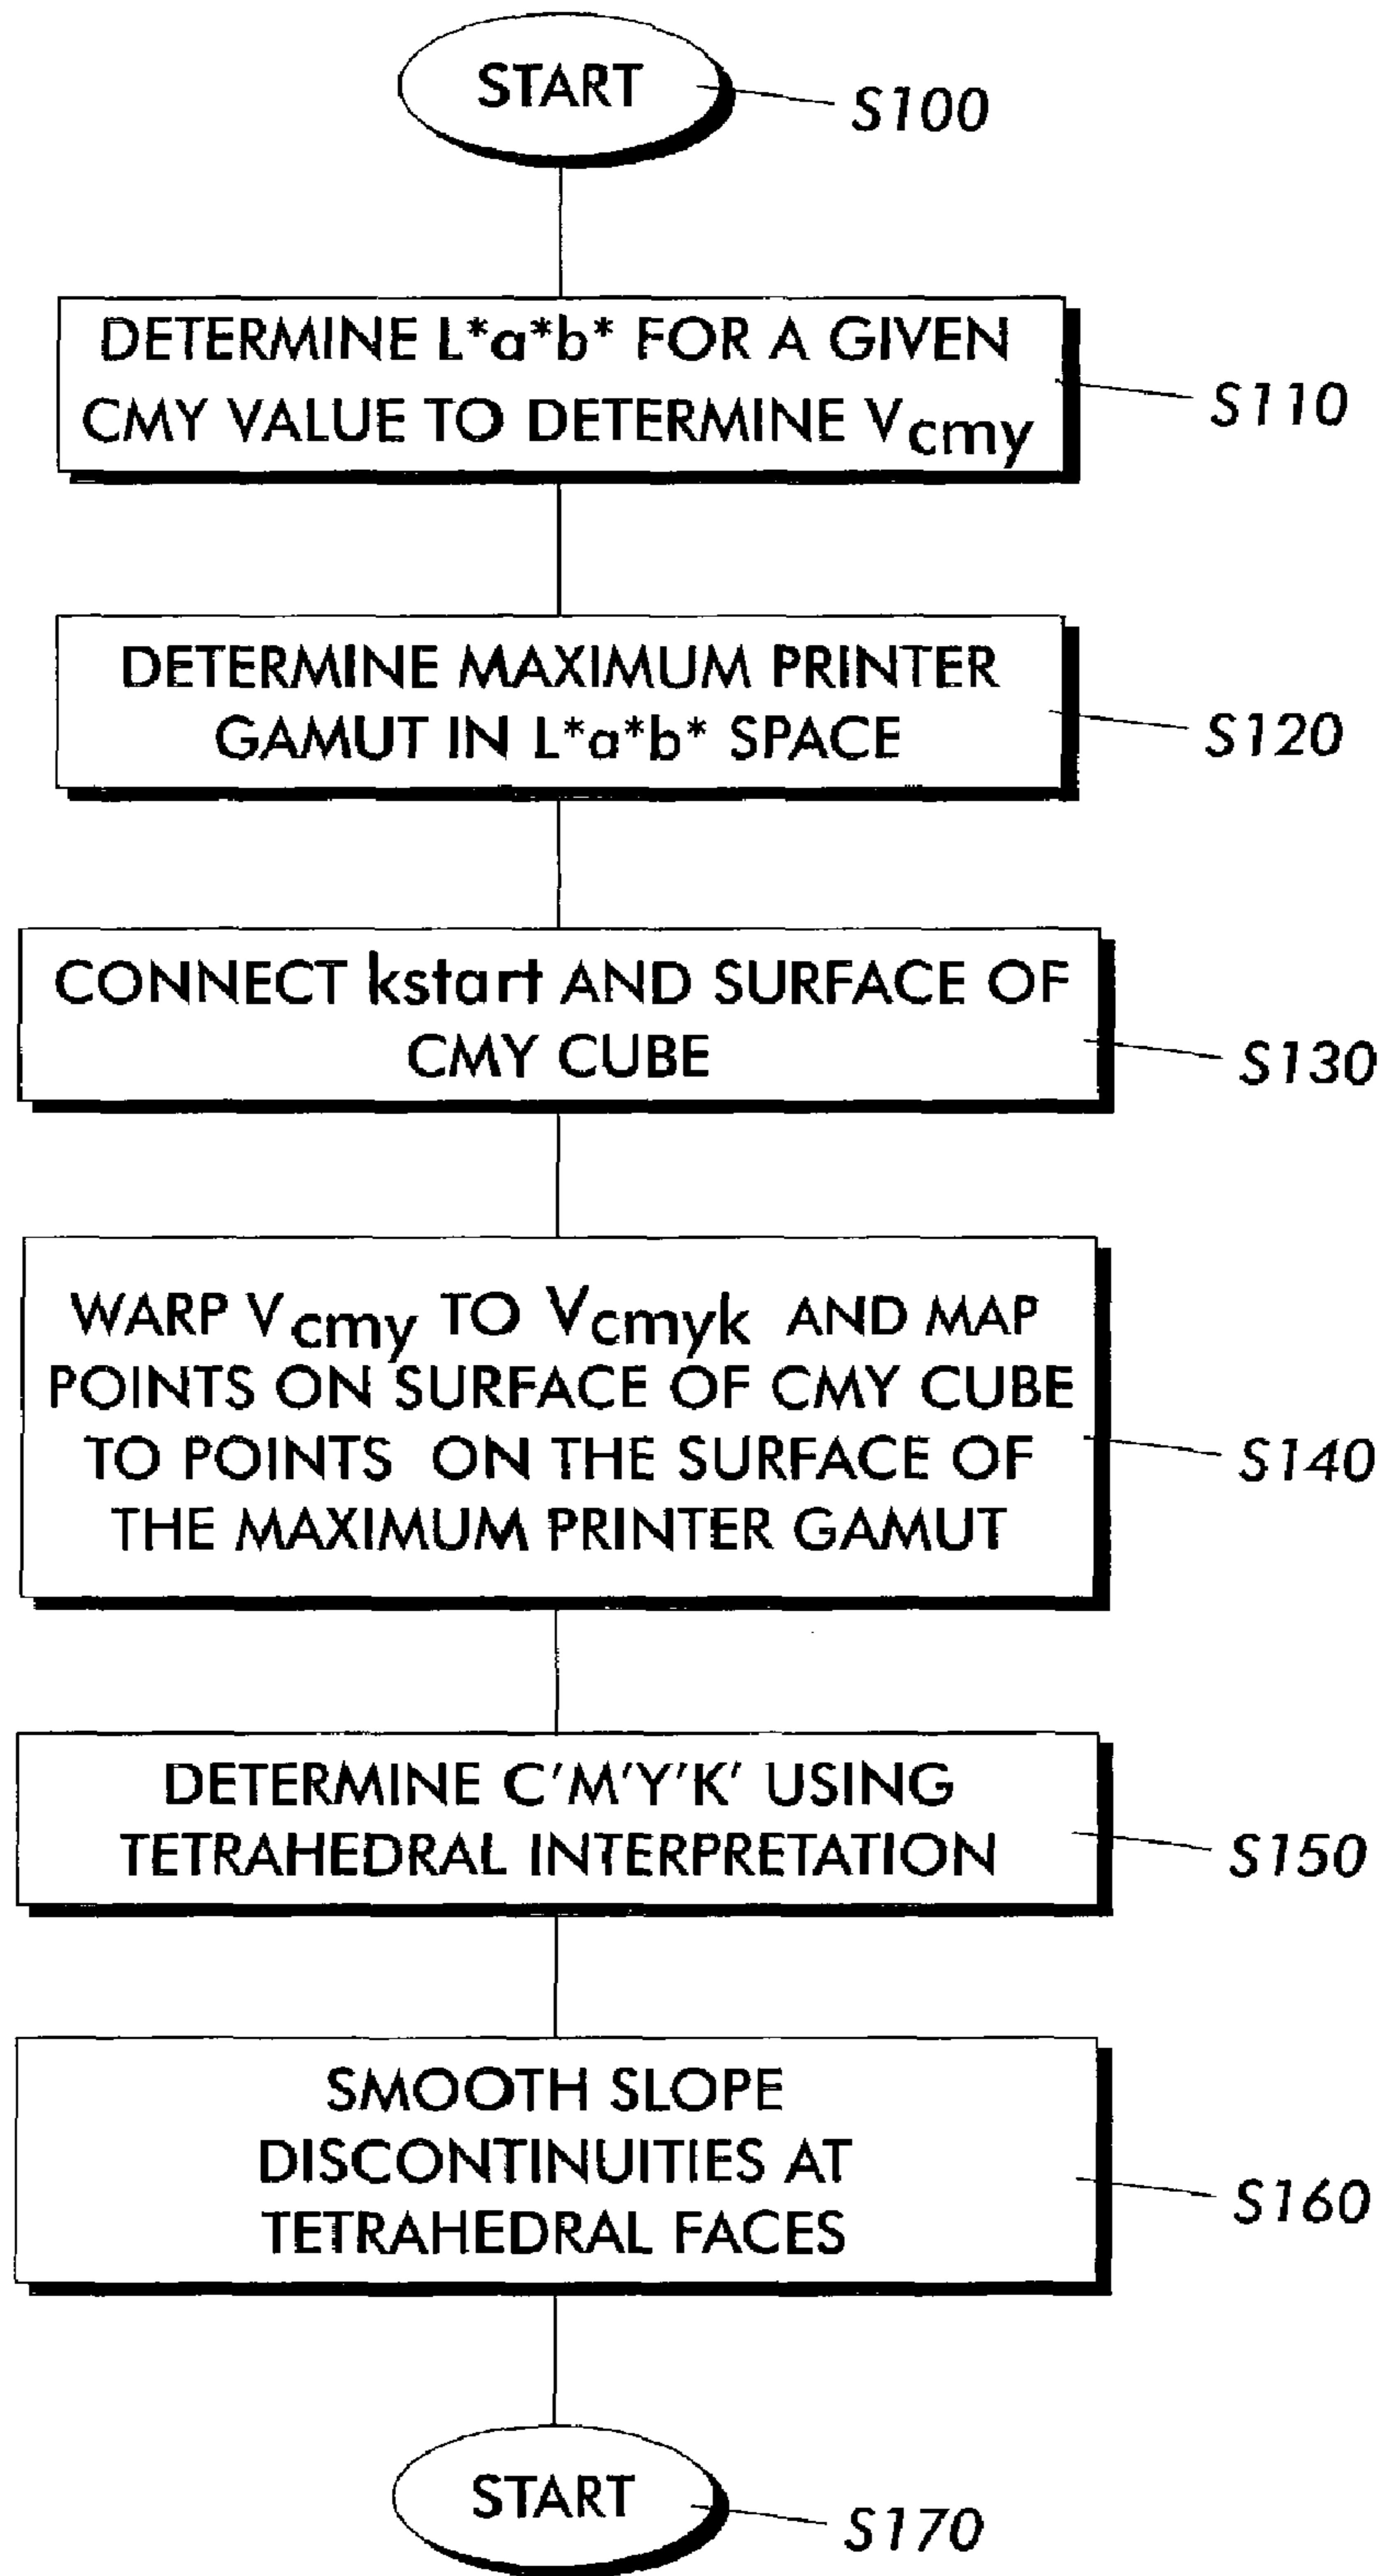 START
S100
DETERMINE L*a*b* FOR A GIVEN
CMY VALUE TO DETERMINE Vcmy
S110
DETERMINE MAXIMUM PRINTER
GAMUT IN L*a*b* SPACE
S120
CONNECT kstart AND SURFACE OF
CMY CUBE
S130
WARP Vcmy TO Vcmyk AND MAP
POINTS ON SURFACE OF CMY CUBE
TO POINTS ON THE SURFACE OF
THE MAXIMUM PRINTER GAMUT
S140
DETERMINE C'M'Y'K' USING
TETRAHEDRAL INTERPRETATION
S150
SMOOTH SLOPE
DISCONTINUITIES AT
TETRAHEDRAL FACES
S160
START
S170